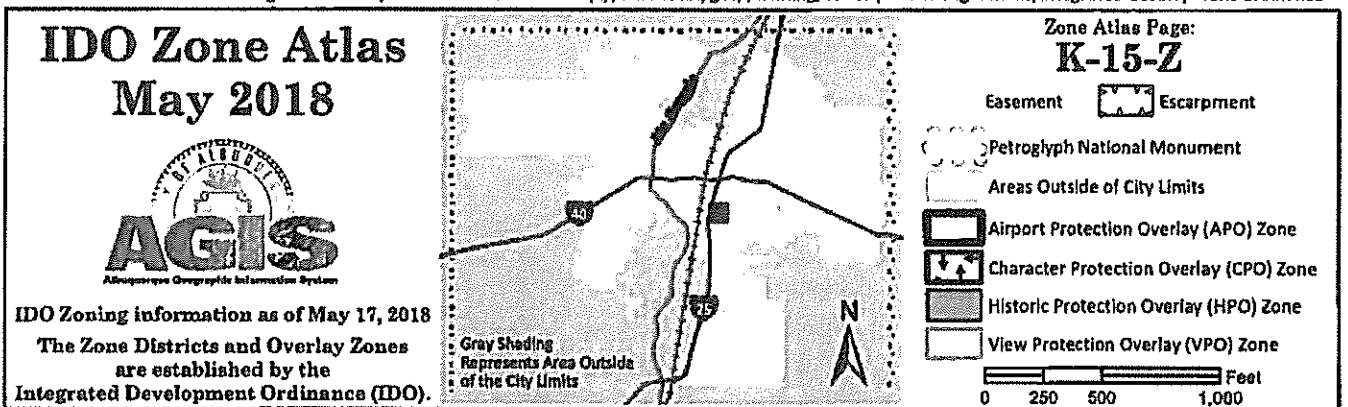 IDO Zone Atlas
May 2018
OF ALBUQUE
AGIS
Albuquerque Geographic Information System
IDO Zoning information as of May 17, 2018
The Zone Districts and Overlay Zones
are established by the
Integrated Development Ordinance (IDO).
40
25
Gray Shading
Represents Area Outside
of the City Limits
N
Zone Atlas Page:
K-15-Z
Easement
Escarpment
Petroglyph National Monument
Areas Outside of City Limits
Airport Protection Overlay (APO) Zone
Character Protection Overlay (CPO) Zone
Historic Protection Overlay (HPO) Zone
View Protection Overlay (VPO) Zone
Feet
0 250 500 1,000